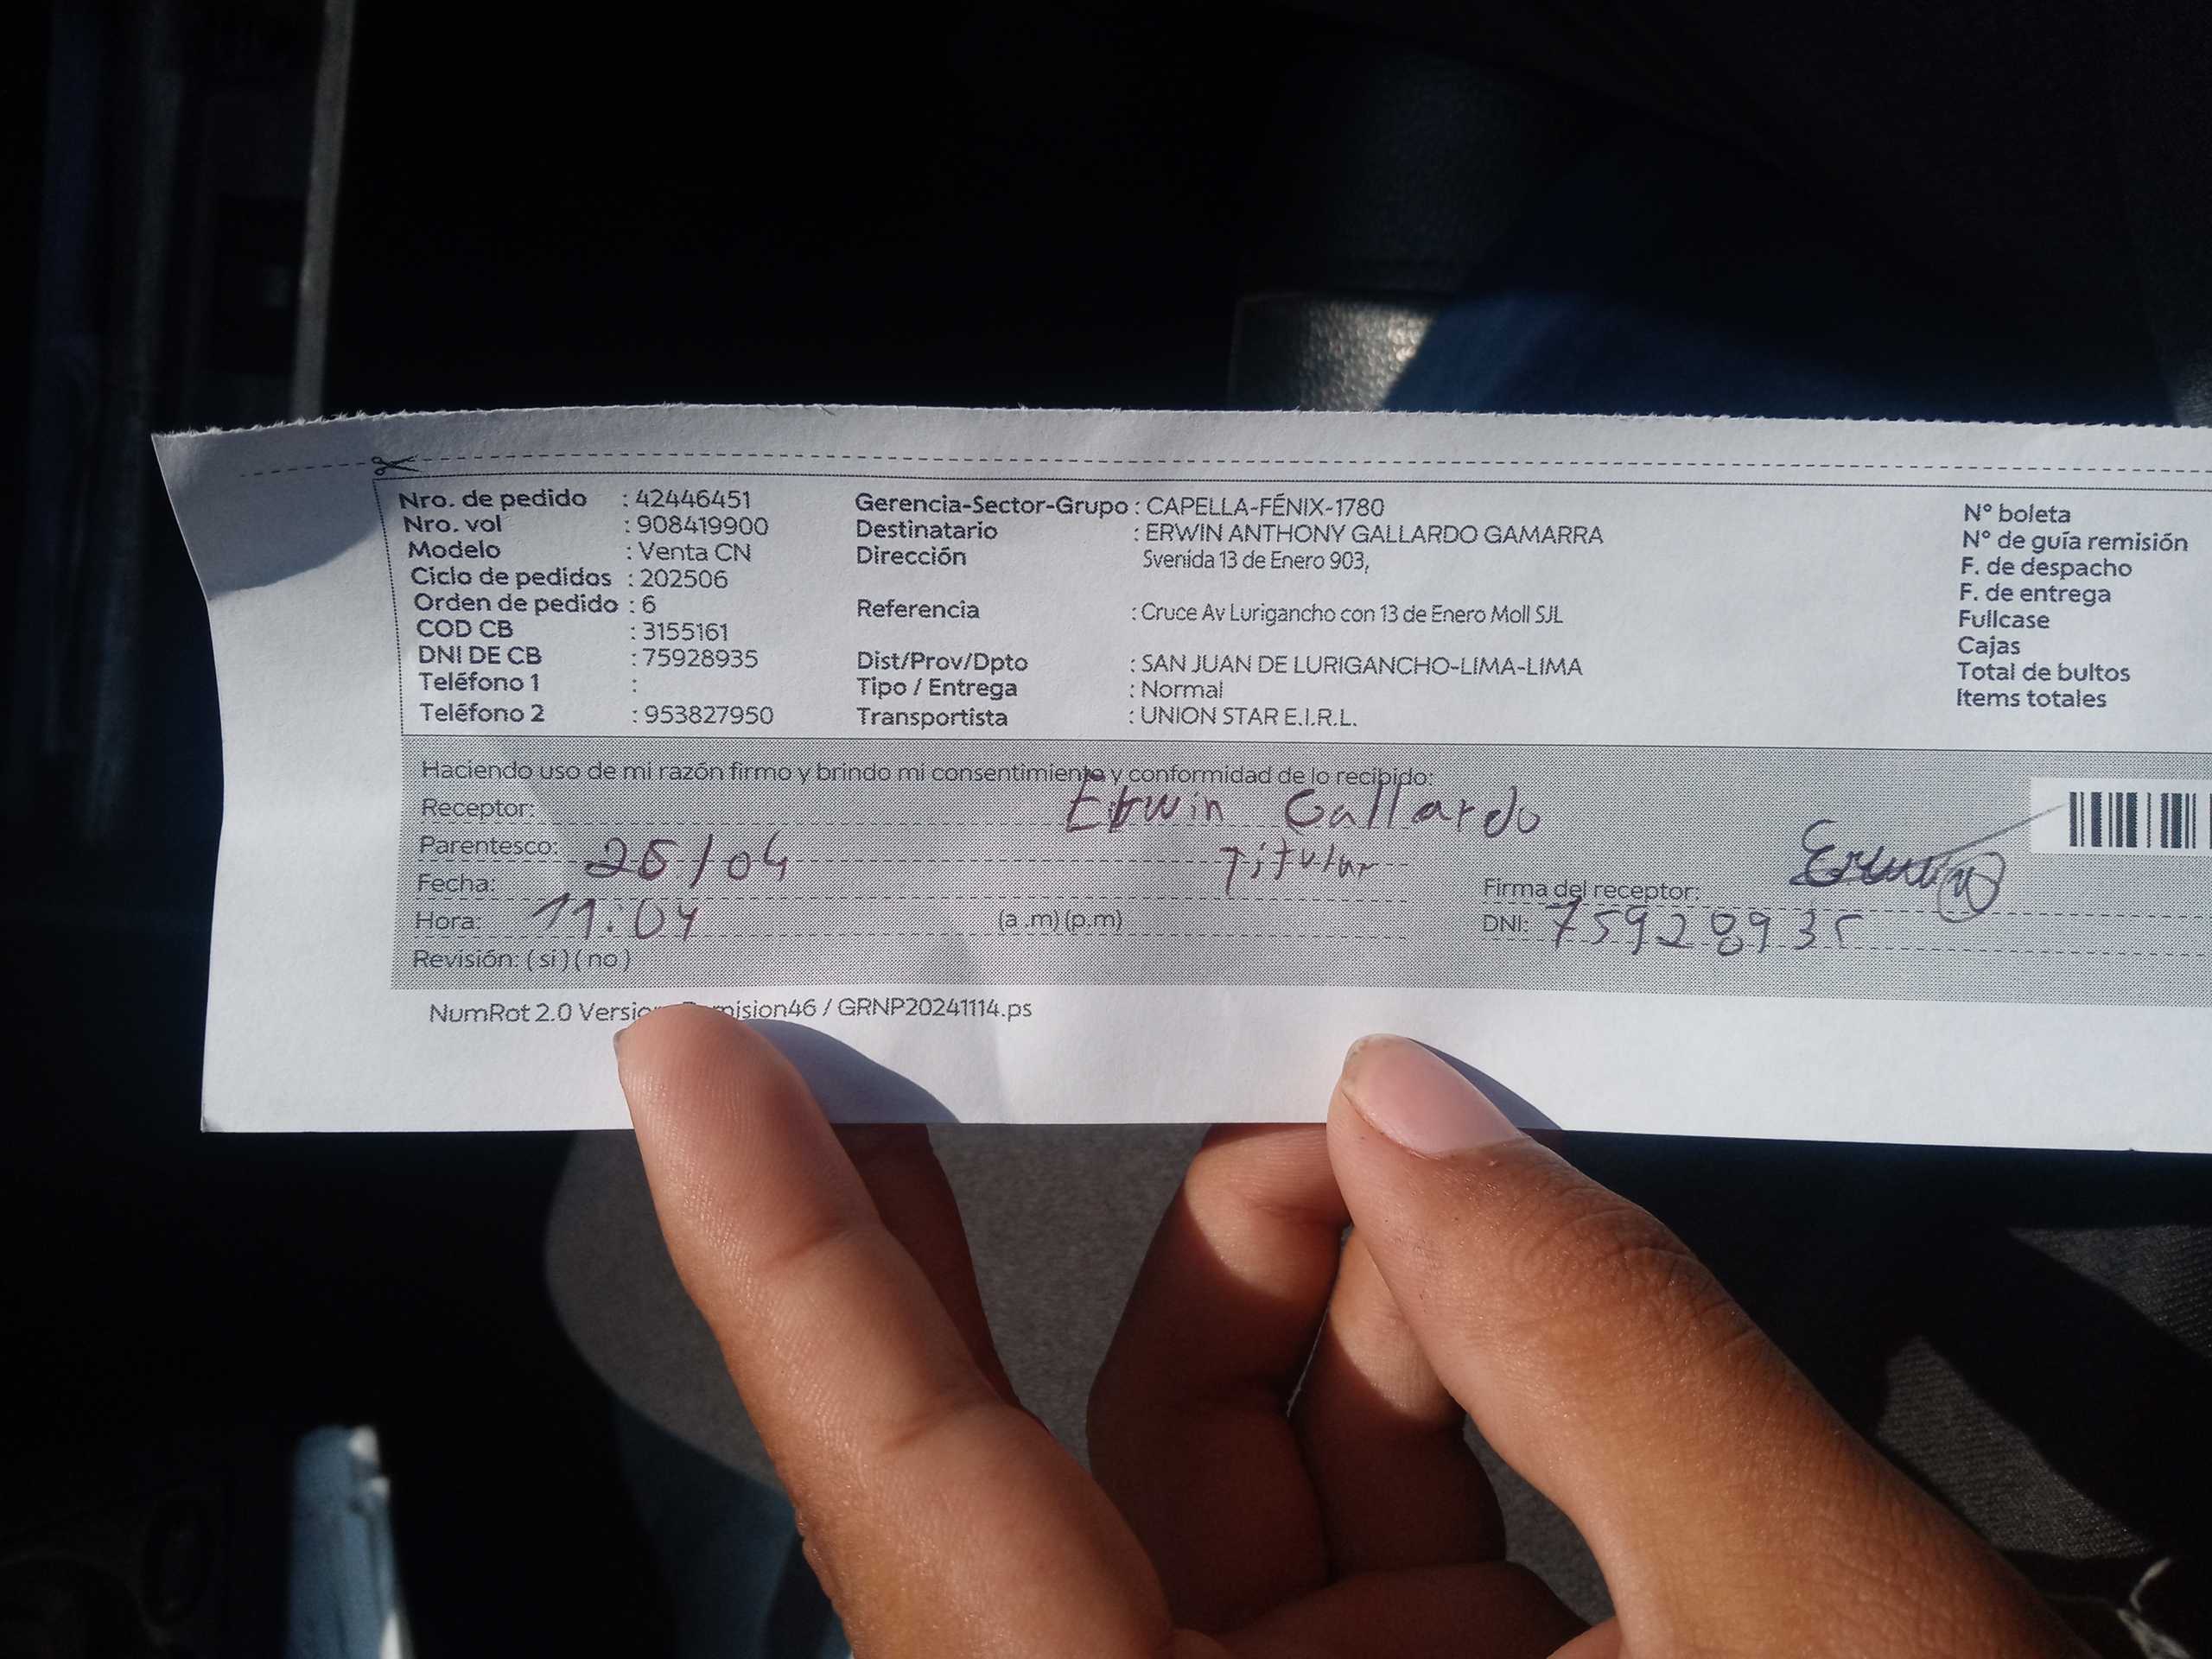 Nro. de pedido : 42446451
Nro. vol : 908419900
Modelo : Venta CN
Ciclo de pedidos : 202506
Orden de pedido : 6
COD CB : 3155161
DNI DE CB : 75928935
Teléfono 1 :
Teléfono 2 : 953827950
Gerencia-Sector-Grupo : CAPELLA-FÉNIX-1780
Destinatario : ERWIN ANTHONY GALLARDO GAMARRA
Dirección Svenida 13 de Enero 903,
Referencia : Cruce Av Lurigancho con 13 de Enero Moll SJL
Dist/Prov/Dpto : SAN JUAN DE LURIGANCHO-LIMA-LIMA
Tipo / Entrega : Normal
Transportista : UNION STAR E.I.R.L.
N° boleta
N° de guía remisión
F. de despacho
F. de entrega
Fullcase
Cajas
Total de bultos
Items totales
Haciendo uso de mi razón firmo y brindo mi consentimiento y conformidad de lo recibido:
Receptor: Erwin Gallardo
Parentesco: Titular
Fecha: 25/04
Hora: 11:04 (a .m) (p.m)
Revisión: ( si ) ( no )
Firma del receptor: Erwin
DNI: 75928935
NumRot 2.0 /GRNP20241114.ps